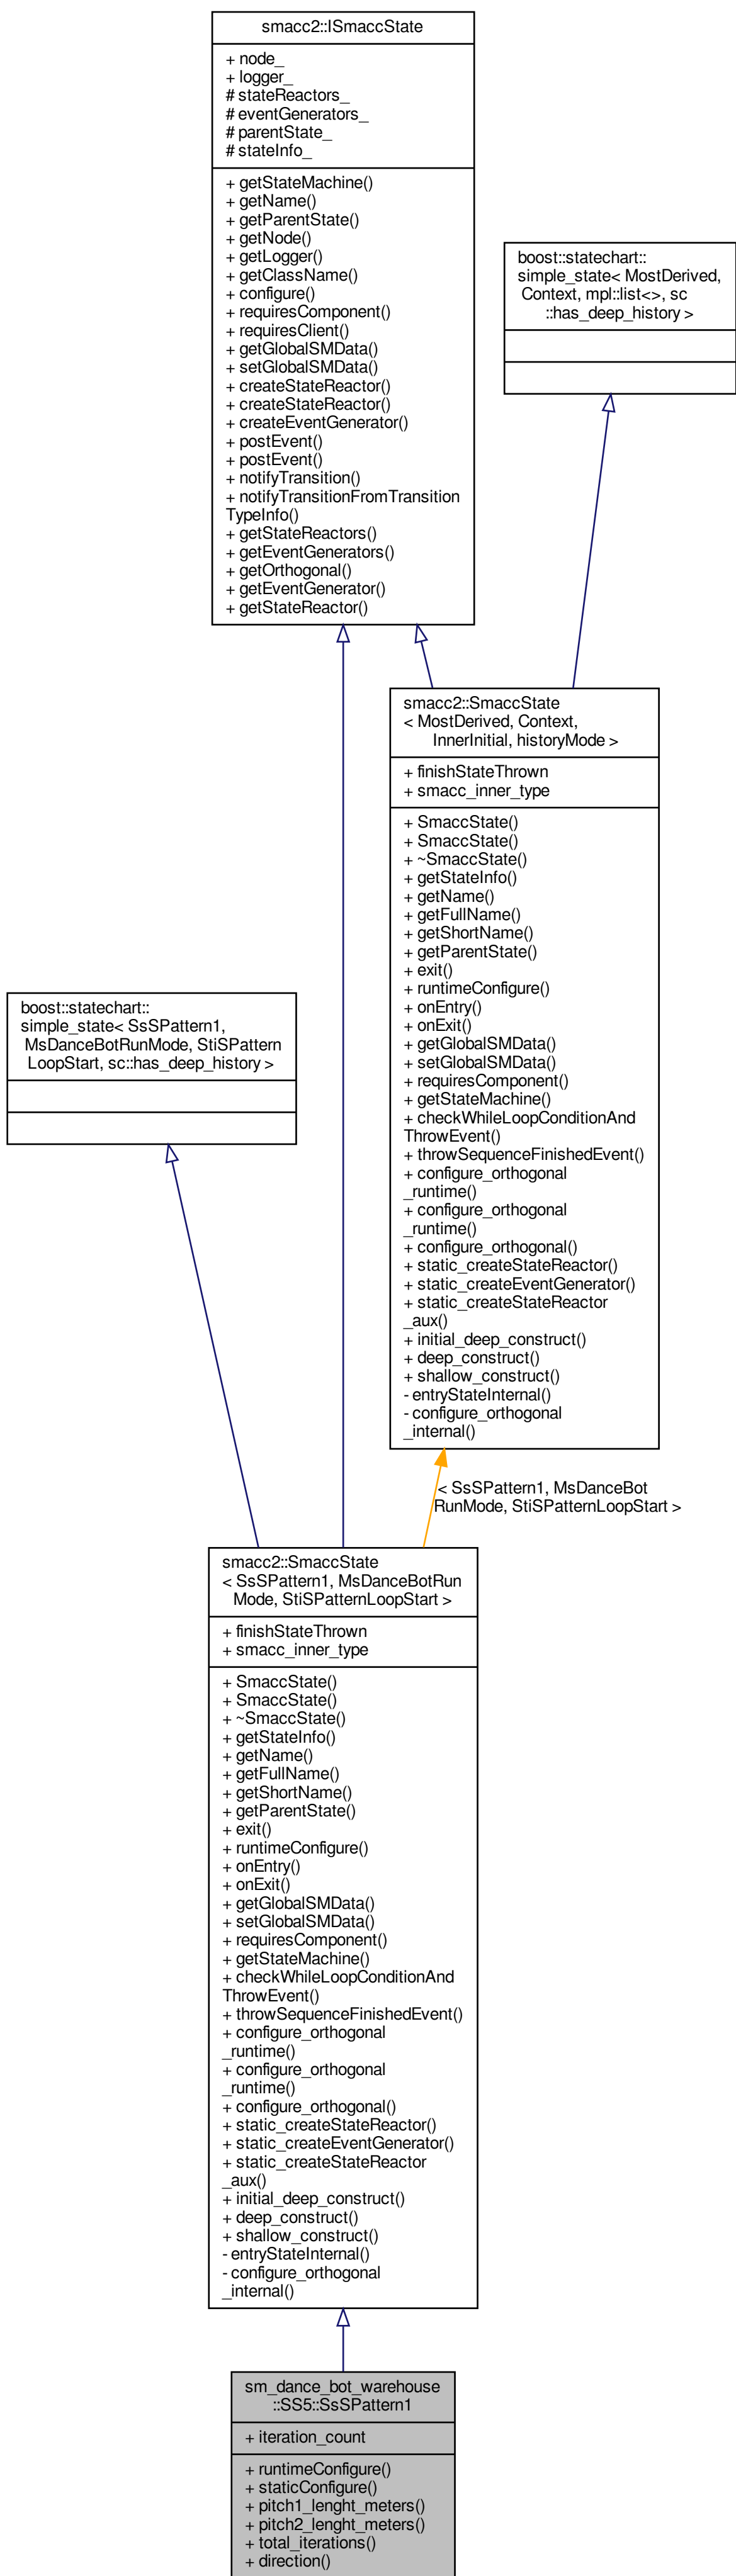 smacc2::ISmaccState
+ node_
+ logger_
# stateReactors_
# eventGenerators_
# parentState_
# stateInfo_
+ getStateMachine()
+ getName()
+ getParentState()
+ getNode()
+ getLogger()
+ getClassName()
+ configure()
+ requiresComponent()
+ requiresClient()
+ getGlobalSMData()
+ setGlobalSMData()
+ createStateReactor()
+ createStateReactor()
+ createEventGenerator()
+ postEvent()
+ postEvent()
+ notifyTransition()
+ notifyTransitionFromTransition
TypeInfo()
+ getStateReactors()
+ getEventGenerators()
+ getOrthogonal()
+ getEventGenerator()
+ getStateReactor()
boost::statechart::
simple_state< MostDerived,
Context, mpl::list<>, sc
::has_deep_history >
smacc2::SmaccState
< MostDerived, Context,
InnerInitial, historyMode >
+ finishStateThrown
+ smacc_inner_type
+ SmaccState()
+ SmaccState()
+ ~SmaccState()
+ getStateInfo()
+ getName()
+ getFullName()
+ getShortName()
+ getParentState()
+ exit()
+ runtimeConfigure()
+ onEntry()
+ onExit()
+ getGlobalSMData()
+ setGlobalSMData()
+ requiresComponent()
+ getStateMachine()
+ checkWhileLoopConditionAnd
ThrowEvent()
+ throwSequenceFinishedEvent()
+ configure_orthogonal
_runtime()
+ configure_orthogonal
_runtime()
+ configure_orthogonal()
+ static_createStateReactor()
+ static_createEventGenerator()
+ static_createStateReactor
_aux()
+ initial_deep_construct()
+ deep_construct()
+ shallow_construct()
- entryStateInternal()
- configure_orthogonal
_internal()
boost::statechart::
simple_state< SsSPattern1,
MsDanceBotRunMode, StiSPattern
LoopStart, sc::has_deep_history >
< SsSPattern1, MsDanceBot
RunMode, StiSPatternLoopStart >
smacc2::SmaccState
< SsSPattern1, MsDanceBotRun
Mode, StiSPatternLoopStart >
+ finishStateThrown
+ smacc_inner_type
+ SmaccState()
+ SmaccState()
+ ~SmaccState()
+ getStateInfo()
+ getName()
+ getFullName()
+ getShortName()
+ getParentState()
+ exit()
+ runtimeConfigure()
+ onEntry()
+ onExit()
+ getGlobalSMData()
+ setGlobalSMData()
+ requiresComponent()
+ getStateMachine()
+ checkWhileLoopConditionAnd
ThrowEvent()
+ throwSequenceFinishedEvent()
+ configure_orthogonal
_runtime()
+ configure_orthogonal
_runtime()
+ configure_orthogonal()
+ static_createStateReactor()
+ static_createEventGenerator()
+ static_createStateReactor
_aux()
+ initial_deep_construct()
+ deep_construct()
+ shallow_construct()
- entryStateInternal()
- configure_orthogonal
_internal()
sm_dance_bot_warehouse
::SS5::SsSPattern1
+ iteration_count
+ runtimeConfigure()
+ staticConfigure()
+ pitch1_lenght_meters()
+ pitch2_lenght_meters()
+ total_iterations()
+ direction()